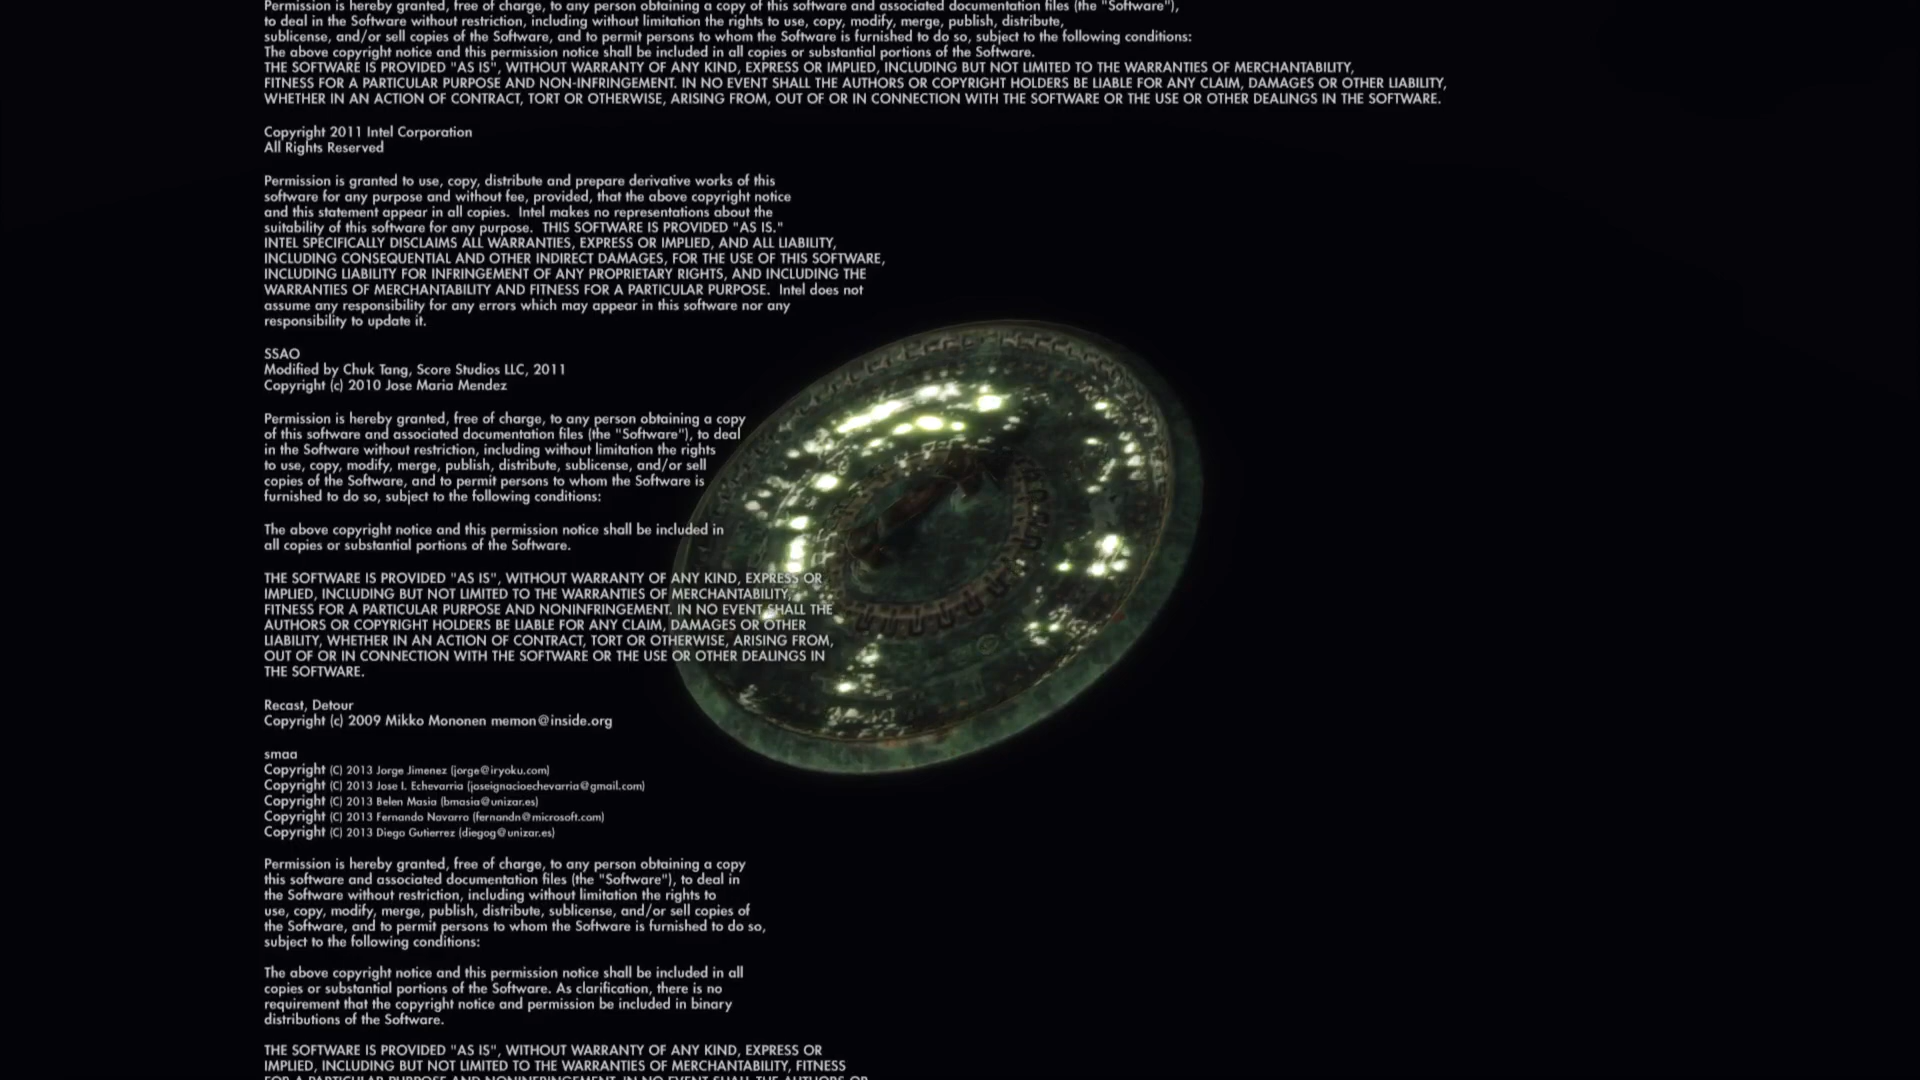 Permission is hereby granted, free of charge, to any person obtaining a copy of this software and associated documentation files (the "Software"),
to deal in the Software without restriction, including without limitation the rights to use, copy, modify, merge, publish, distribute,
sublicense, and/or sell copies of the Software, and to permit persons to whom the Software is furnished to do so, subject to the following conditions:
The above copyright notice and this permission notice shall be included in all copies or substantial portions of the Software.
THE SOFTWARE IS PROVIDED "AS IS", WITHOUT WARRANTY OF ANY KIND, EXPRESS OR IMPLIED, INCLUDING BUT NOT LIMITED TO THE WARRANTIES OF MERCHANTABILITY,
FITNESS FOR A PARTICULAR PURPOSE AND NON-INFRINGEMENT. IN NO EVENT SHALL THE AUTHORS OR COPYRIGHT HOLDERS BE LIABLE FOR ANY CLAIM, DAMAGES OR OTHER LIABILITY,
WHETHER IN AN ACTION OF CONTRACT, TORT OR OTHERWISE, ARISING FROM, OUT OF OR IN CONNECTION WITH THE SOFTWARE OR THE USE OR OTHER DEALINGS IN THE SOFTWARE.
Copyright 2011 Intel Corporation
All Rights Reserved
Permission is granted to use, copy, distribute and prepare derivative works of this
software for any purpose and without fee, provided, that the above copyright notice
and this statement appear in all copies.  Intel makes no representations about the
suitability of this software for any purpose.  THIS SOFTWARE IS PROVIDED "AS IS."
INTEL SPECIFICALLY DISCLAIMS ALL WARRANTIES, EXPRESS OR IMPLIED, AND ALL LIABILITY,
INCLUDING CONSEQUENTIAL AND OTHER INDIRECT DAMAGES, FOR THE USE OF THIS SOFTWARE,
INCLUDING LIABILITY FOR INFRINGEMENT OF ANY PROPRIETARY RIGHTS, AND INCLUDING THE
WARRANTIES OF MERCHANTABILITY AND FITNESS FOR A PARTICULAR PURPOSE.  Intel does not
assume any responsibility for any errors which may appear in this software nor any
responsibility to update it.
SSAO
Modified by Chuk Tang, Score Studios LLC, 2011
Copyright (c) 2010 Jose Maria Mendez
Permission is hereby granted, free of charge, to any person obtaining a copy
of this software and associated documentation files (the "Software"), to deal
in the Software without restriction, including without limitation the rights
to use, copy, modify, merge, publish, distribute, sublicense, and/or sell
copies of the Software, and to permit persons to whom the Software is
furnished to do so, subject to the following conditions:
The above copyright notice and this permission notice shall be included in
all copies or substantial portions of the Software.
THE SOFTWARE IS PROVIDED "AS IS", WITHOUT WARRANTY OF ANY KIND, EXPRESS OR
IMPLIED, INCLUDING BUT NOT LIMITED TO THE WARRANTIES OF MERCHANTABILITY,
FITNESS FOR A PARTICULAR PURPOSE AND NONINFRINGEMENT. IN NO EVENT SHALL THE
AUTHORS OR COPYRIGHT HOLDERS BE LIABLE FOR ANY CLAIM, DAMAGES OR OTHER
LIABILITY, WHETHER IN AN ACTION OF CONTRACT, TORT OR OTHERWISE, ARISING FROM,
OUT OF OR IN CONNECTION WITH THE SOFTWARE OR THE USE OR OTHER DEALINGS IN
THE SOFTWARE.
Recast, Detour
Copyright (c) 2009 Mikko Mononen memon@inside.org
smaa
Copyright (C) 2013 Jorge Jimenez (jorge@iryoku.com)
Copyright (C) 2013 Jose I. Echevarria (joseignacioechevarria@gmail.com)
Copyright (C) 2013 Belen Masia (bmasia@unizar.es)
Copyright (C) 2013 Fernando Navarro (fernandn@microsoft.com)
Copyright (C) 2013 Diego Gutierrez (diegog@unizar.es)
Permission is hereby granted, free of charge, to any person obtaining a copy
this software and associated documentation files (the "Software"), to deal in
the Software without restriction, including without limitation the rights to
use, copy, modify, merge, publish, distribute, sublicense, and/or sell copies of
the Software, and to permit persons to whom the Software is furnished to do so,
subject to the following conditions:
The above copyright notice and this permission notice shall be included in all
copies or substantial portions of the Software. As clarification, there is no
requirement that the copyright notice and permission be included in binary
distributions of the Software.
THE SOFTWARE IS PROVIDED "AS IS", WITHOUT WARRANTY OF ANY KIND, EXPRESS OR
IMPLIED, INCLUDING BUT NOT LIMITED TO THE WARRANTIES OF MERCHANTABILITY, FITNESS
FOR A PARTICULAR PURPOSE AND NONINFRINGEMENT. IN NO EVENT SHALL THE AUTHORS OR